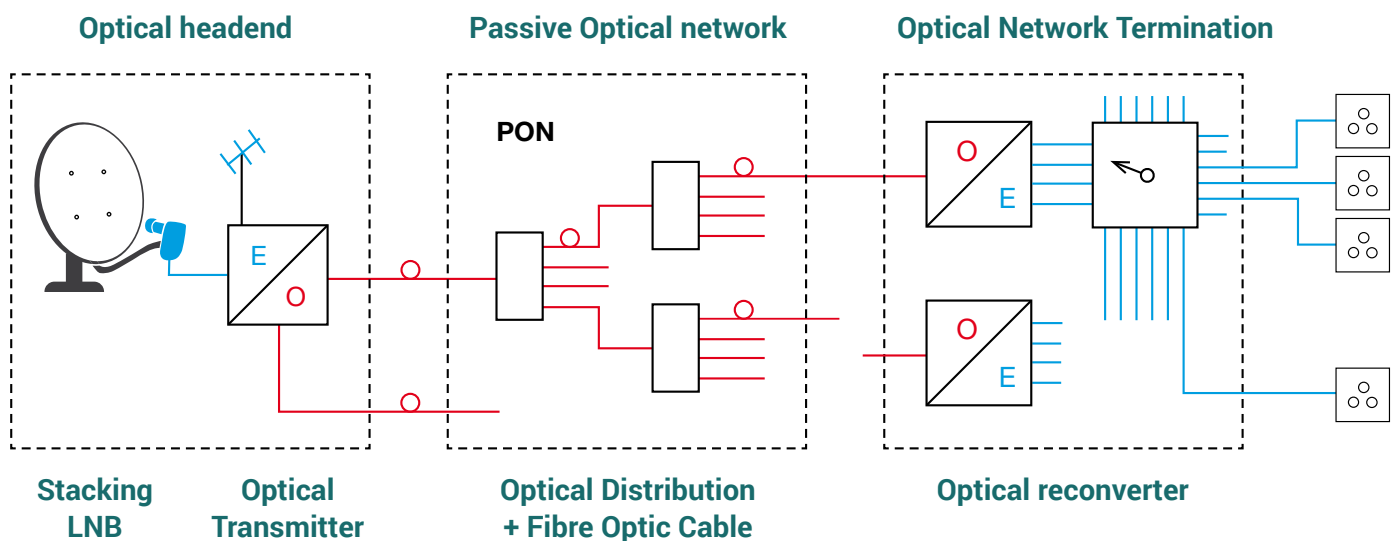 Optical headend
Passive Optical network
Optical Network Termination
PON
E
O
O
E
O
E
Stacking
LNB
Optical
Transmitter
Optical Distribution
+ Fibre Optic Cable
Optical reconverter